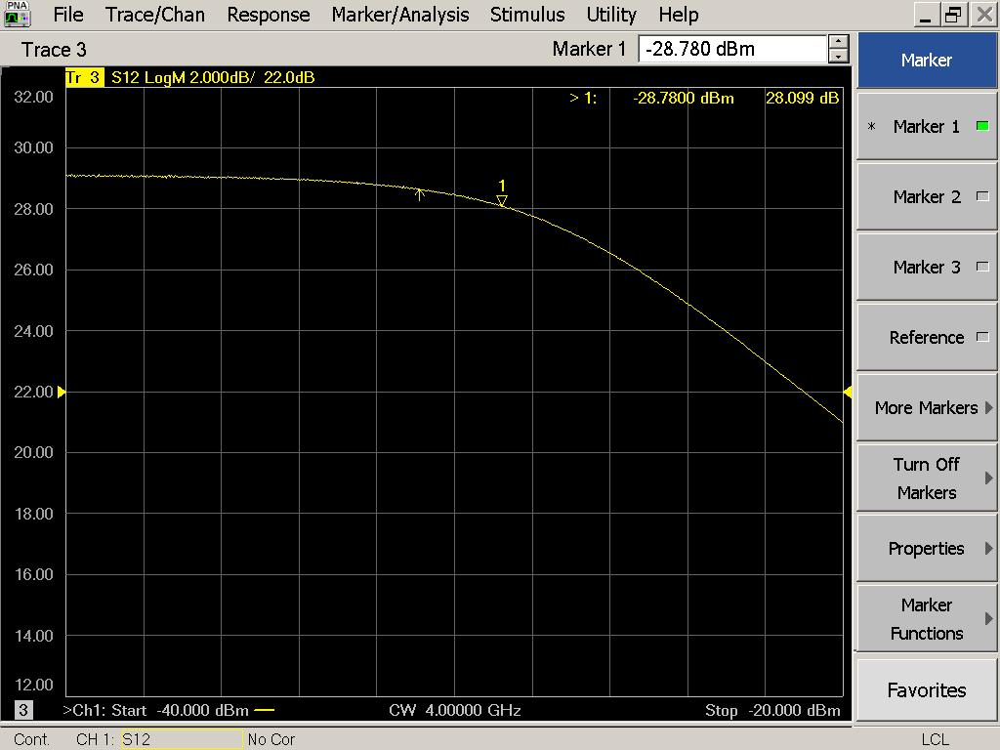 PNA File Trace/Chan Response Marker/Analysis Stimulus Utility Help
Trace 3 Marker 1 -28.780 dBm
Tr 3 S12 LogM 2.000dB/ 22.0dB
32.00
> 1: -28.7800 dBm 28.099 dB
30.00
1
28.00
26.00
24.00
22.00
20.00
18.00
16.00
14.00
12.00
3 >Ch1: Start -40.000 dBm CW 4.00000 GHz Stop -20.000 dBm
Marker
* Marker 1
Marker 2
Marker 3
Reference
More Markers
Turn Off
Markers
Properties
Marker
Functions
Favorites
Cont. CH 1: S12 No Cor LCL